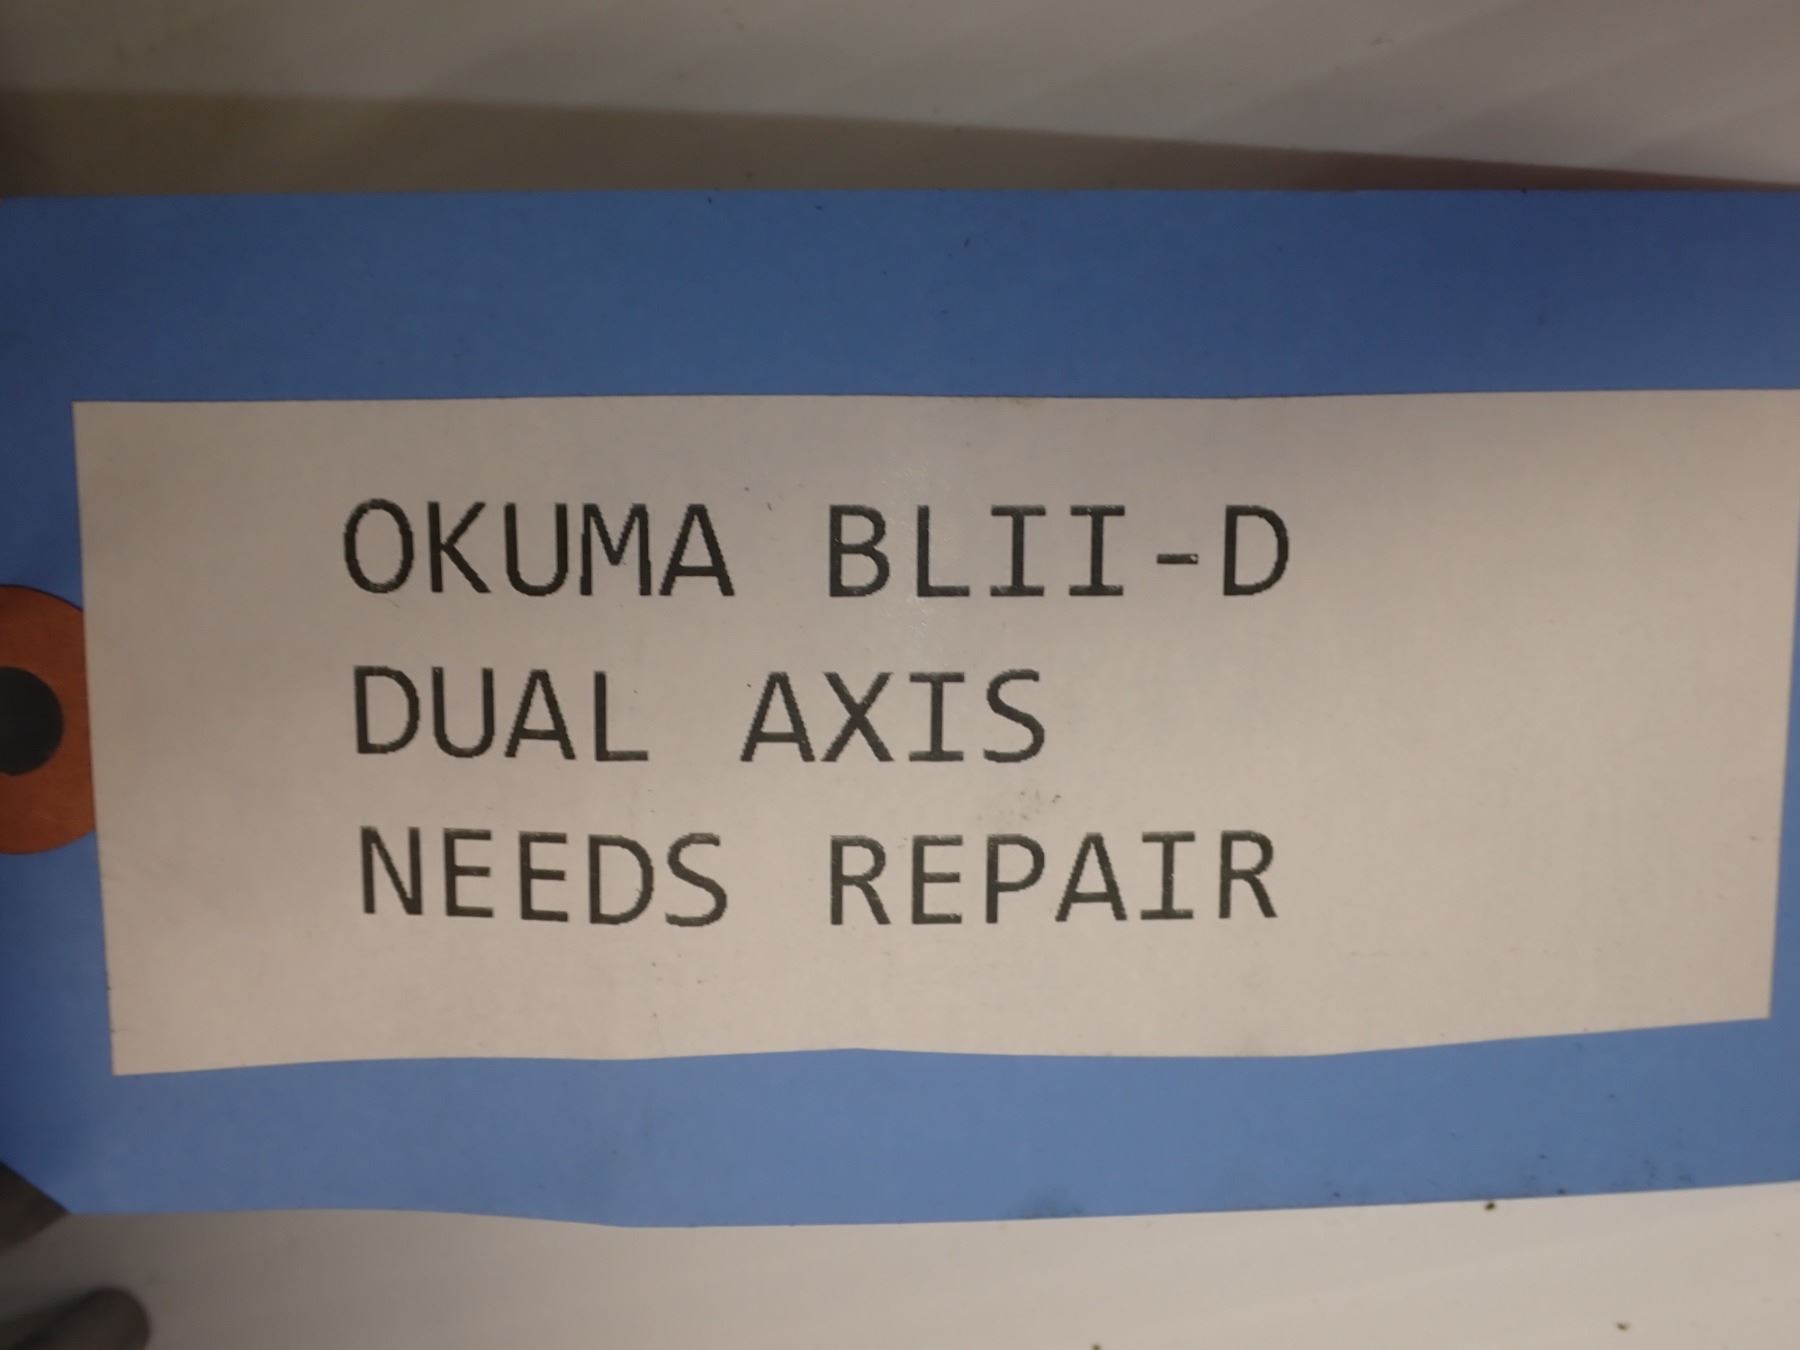 OKUMA BLII-D
DUAL AXIS
NEEDS REPAIR